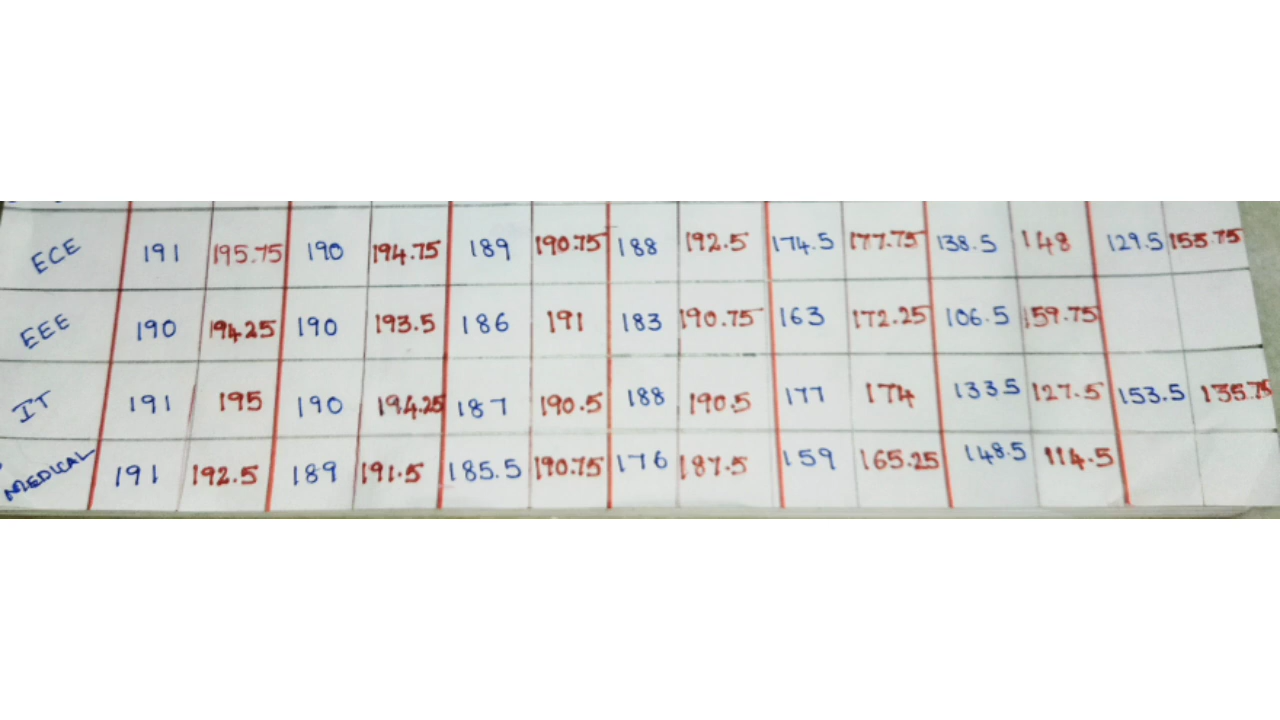 ECE 191 195.75 190 194.75 189 190.75 188 192.5 174.5 177.75 138.5 148 129.5 155.75
EEE 190 194.25 190 193.5 186 191 183 190.75 163 172.25 106.5 159.75
IT 191 195 190 194.25 187 190.5 188 190.5 177 174 133.5 127.5 153.5 135.75
MEDICAL 191 192.5 189 191.5 185.5 190.75 176 187.5 159 165.25 148.5 114.5